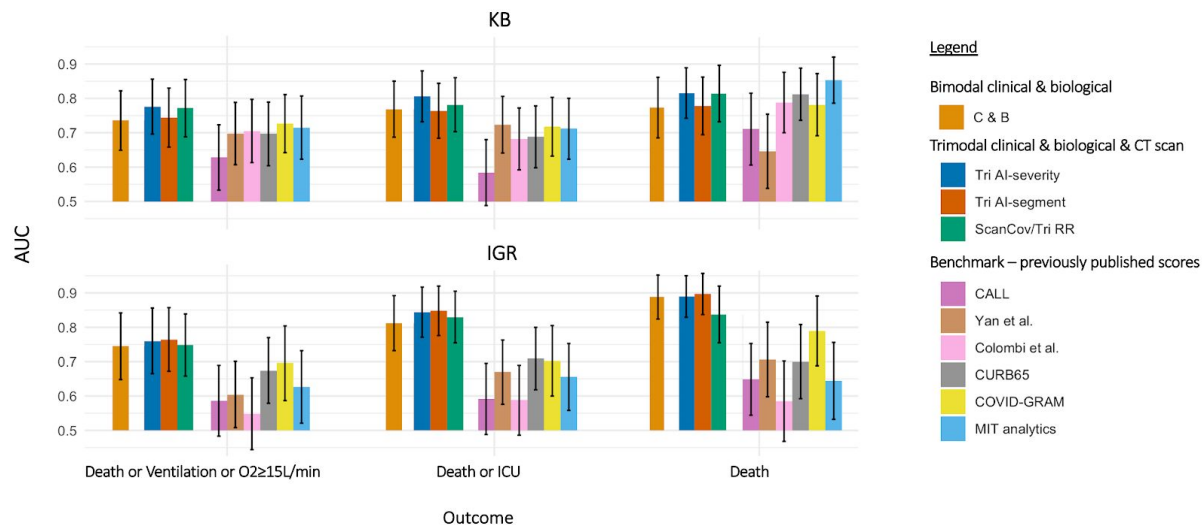 KB
0.9
0.8
0.7
0.6
0.5
AUC
IGR
0.9
0.8
0.7
0.6
0.5
Death or Ventilation or O2≥15L/min
Death or ICU
Death
Outcome
Legend
Bimodal clinical & biological
C & B
Trimodal clinical & biological & CT scan
Tri AI-severity
Tri AI-segment
ScanCov/Tri RR
Benchmark – previously published scores
CALL
Yan et al.
Colombi et al.
CURB65
COVID-GRAM
MIT analytics